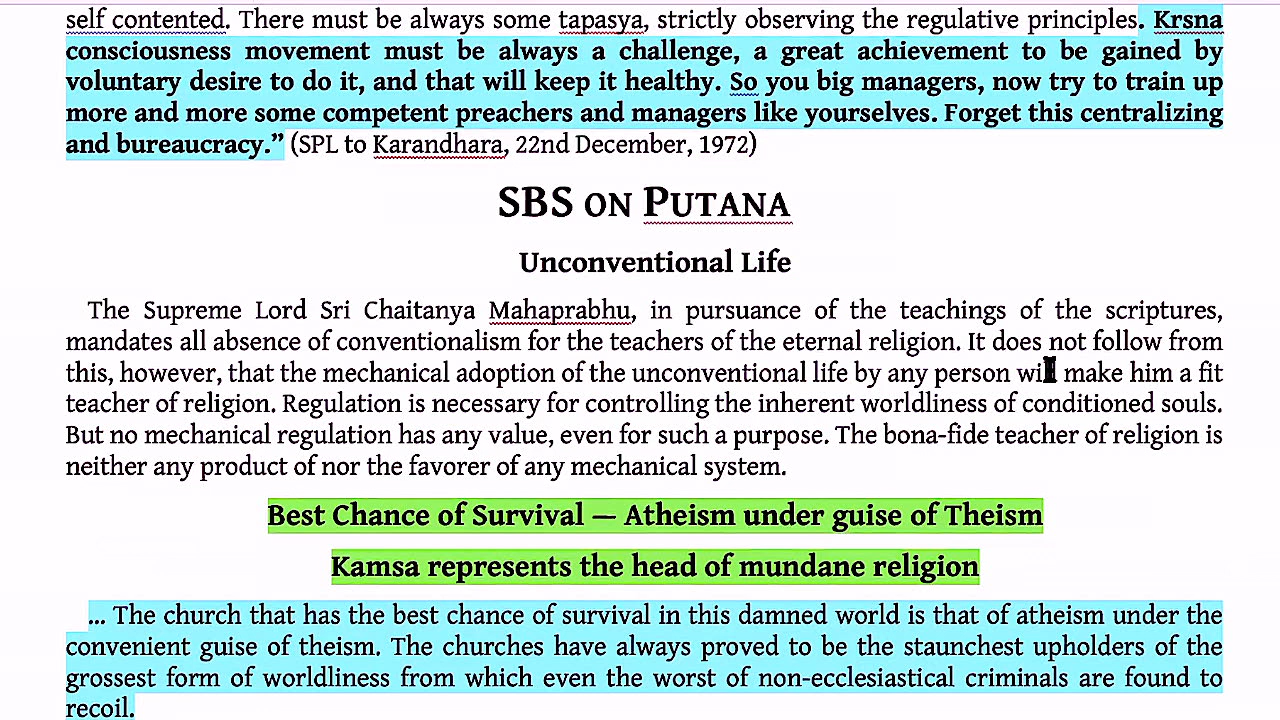 self contented. There must be always some tapasya, strictly observing the regulative principles. Krsna
consciousness movement must be always a challenge, a great achievement to be gained by
voluntary desire to do it, and that will keep it healthy. So you big managers, now try to train up
more and more some competent preachers and managers like yourselves. Forget this centralizing
and bureaucracy.” (SPL to Karandhara, 22nd December, 1972)
SBS ON PUTANA
Unconventional Life
The Supreme Lord Sri Chaitanya Mahaprabhu, in pursuance of the teachings of the scriptures,
mandates all absence of conventionalism for the teachers of the eternal religion. It does not follow from
this, however, that the mechanical adoption of the unconventional life by any person will make him a fit
teacher of religion. Regulation is necessary for controlling the inherent worldliness of conditioned souls.
But no mechanical regulation has any value, even for such a purpose. The bona-fide teacher of religion is
neither any product of nor the favorer of any mechanical system.
Best Chance of Survival — Atheism under guise of Theism
Kamsa represents the head of mundane religion
... The church that has the best chance of survival in this damned world is that of atheism under the
convenient guise of theism. The churches have always proved to be the staunchest upholders of the
grossest form of worldliness from which even the worst of non-ecclesiastical criminals are found to
recoil.